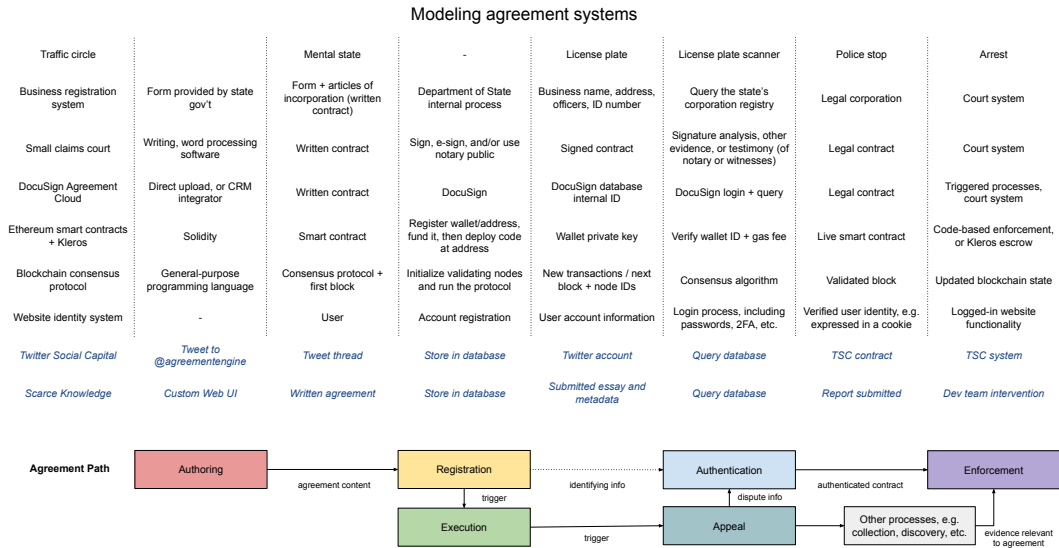 Modeling agreement systems
Traffic circle
Mental state
-
License plate
License plate scanner
Police stop
Arrest
Business registration
system
Form provided by state
gov't
Form + articles of
incorporation (written
contract)
Department of State
internal process
Business name, address,
officers, ID number
Query the state's
corporation registry
Legal corporation
Court system
Small claims court
Writing, word processing
software
Written contract
Sign, e-sign, and/or use
notary public
Signed contract
Signature analysis, other
evidence, or testimony (of
notary or witnesses)
Legal contract
Court system
DocuSign Agreement
Cloud
Direct upload, or CRM
integrator
Written contract
DocuSign
DocuSign database
internal ID
DocuSign login + query
Legal contract
Triggered processes,
court system
Ethereum smart contracts
+ Kleros
Solidity
Smart contract
Register wallet/address,
fund it, then deploy code
at address
Wallet private key
Verify wallet ID + gas fee
Live smart contract
Code-based enforcement,
or Kleros escrow
Blockchain consensus
protocol
General-purpose
programming language
Consensus protocol +
first block
Initialize validating nodes
and run the protocol
New transactions / next
block + node IDs
Consensus algorithm
Validated block
Updated blockchain state
Website identity system
-
User
Account registration
User account information
Login process, including
passwords, 2FA, etc.
Verified user identity, e.g.
expressed in a cookie
Logged-in website
functionality
Twitter Social Capital
Tweet to
@agreementengine
Tweet thread
Store in database
Twitter account
Query database
TSC contract
TSC system
Scarce Knowledge
Custom Web UI
Written agreement
Store in database
Submitted essay and
metadata
Query database
Report submitted
Dev team intervention
Agreement Path
Authoring
agreement content
Registration
identifying info
Authentication
authenticated contract
Enforcement
trigger
dispute info
Execution
trigger
Appeal
Other processes, e.g.
collection, discovery, etc.
evidence relevant
to agreement